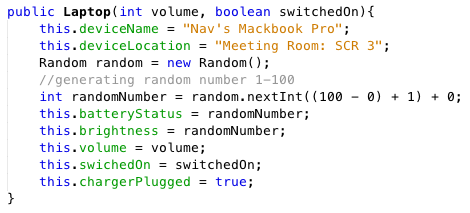 public Laptop(int volume, boolean switchedOn){
this.deviceName = "Nav's Mackbook Pro";
this.deviceLocation = "Meeting Room: SCR 3";
Random random = new Random();
//generating random number 1-100
int randomNumber = random.nextInt((100 - 0) + 1) + 0;
this.batteryStatus = randomNumber;
this.brightness = randomNumber;
this.volume = volume;
this.swichedOn = switchedOn;
this.chargerPlugged = true;
}